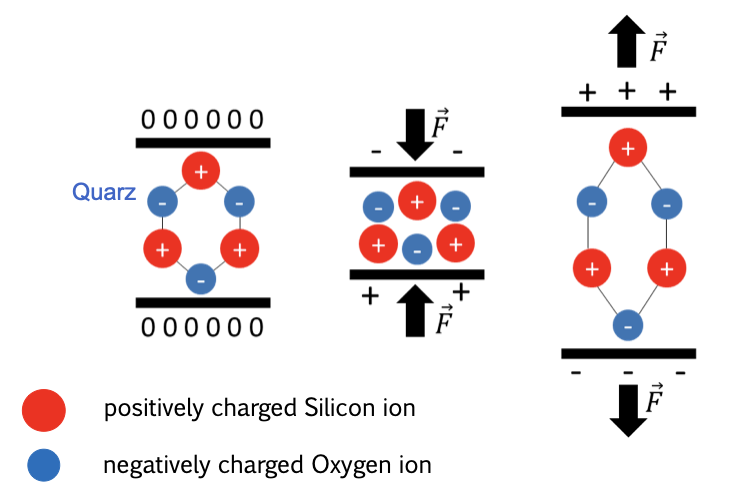 F⃗
+ + +
0 0 0 0 0 0
F⃗
- -
+
+
+
Quarz
- -
- + -
- -
+ +
+ + +
+ +
-
-
-
+ +
0 0 0 0 0 0
F⃗
- - -
F⃗
positively charged Silicon ion
negatively charged Oxygen ion